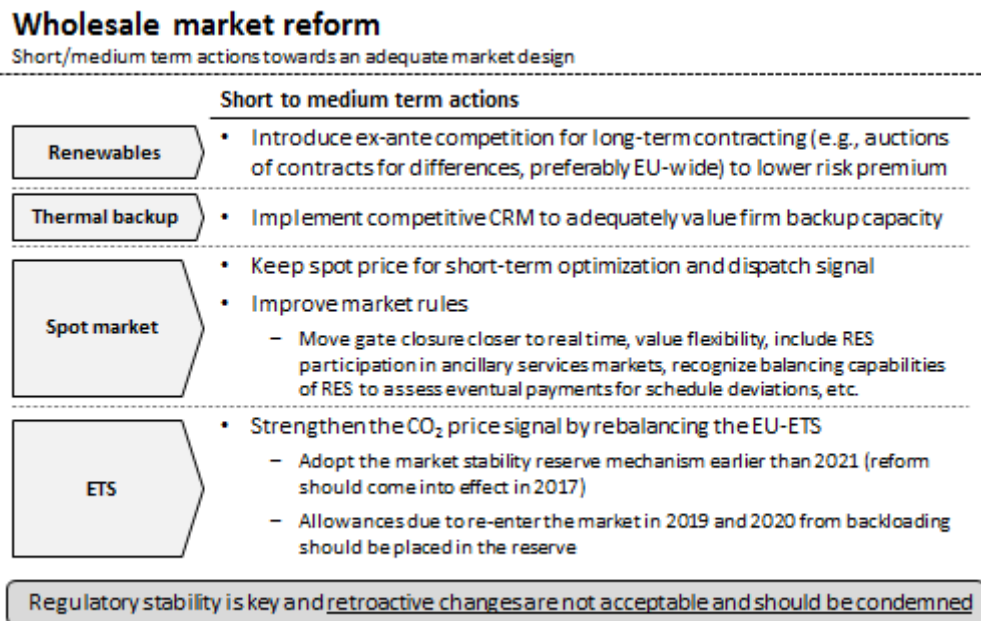 Wholesale market reform
Short/medium term actions towards an adequate market design
Short to medium term actions
Renewables
• Introduce ex-ante competition for long-term contracting (e.g., auctions
of contracts for differences, preferably EU-wide) to lower risk premium
Thermal backup
• Implement competitive CRM to adequately value firm backup capacity
Spot market
• Keep spot price for short-term optimization and dispatch signal
• Improve market rules
– Move gate closure closer to real time, value flexibility, include RES
participation in ancillary services markets, recognize balancing capabilities
of RES to assess eventual payments for schedule deviations, etc.
ETS
• Strengthen the CO₂ price signal by rebalancing the EU-ETS
– Adopt the market stability reserve mechanism earlier than 2021 (reform
should come into effect in 2017)
– Allowances due to re-enter the market in 2019 and 2020 from backloading
should be placed in the reserve
Regulatory stability is key and retroactive changes are not acceptable and should be condemned